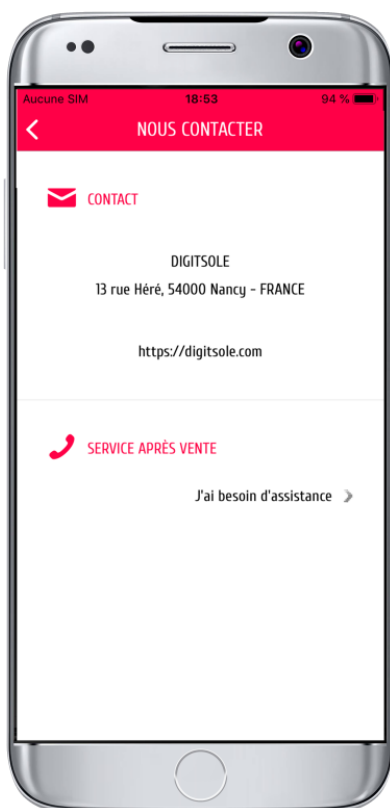 Aucune SIM 18:53 94 %
NOUS CONTACTER
CONTACT
DIGITSOLE
13 rue Héré, 54000 Nancy - FRANCE
https://digitsole.com
SERVICE APRÈS VENTE
J'ai besoin d'assistance